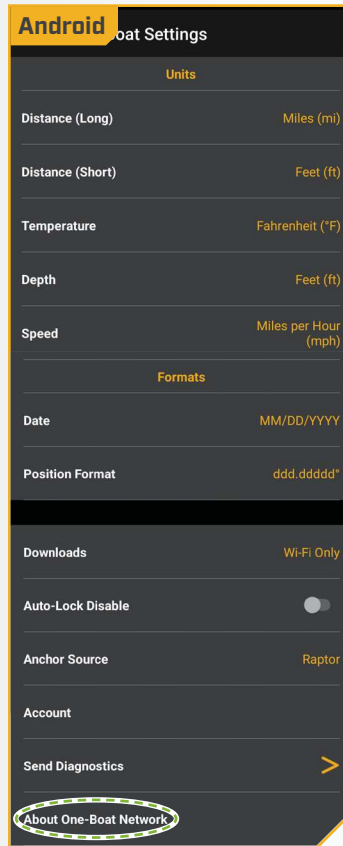 Android
oat Settings
Units
Distance (Long) Miles (mi)
Distance (Short) Feet (ft)
Temperature Fahrenheit (°F)
Depth Feet (ft)
Speed Miles per Hour
(mph)
Formats
Date MM/DD/YYYY
Position Format ddd.ddddd°
Downloads Wi-Fi Only
Auto-Lock Disable
Anchor Source Raptor
Account
Send Diagnostics >
About One-Boat Network